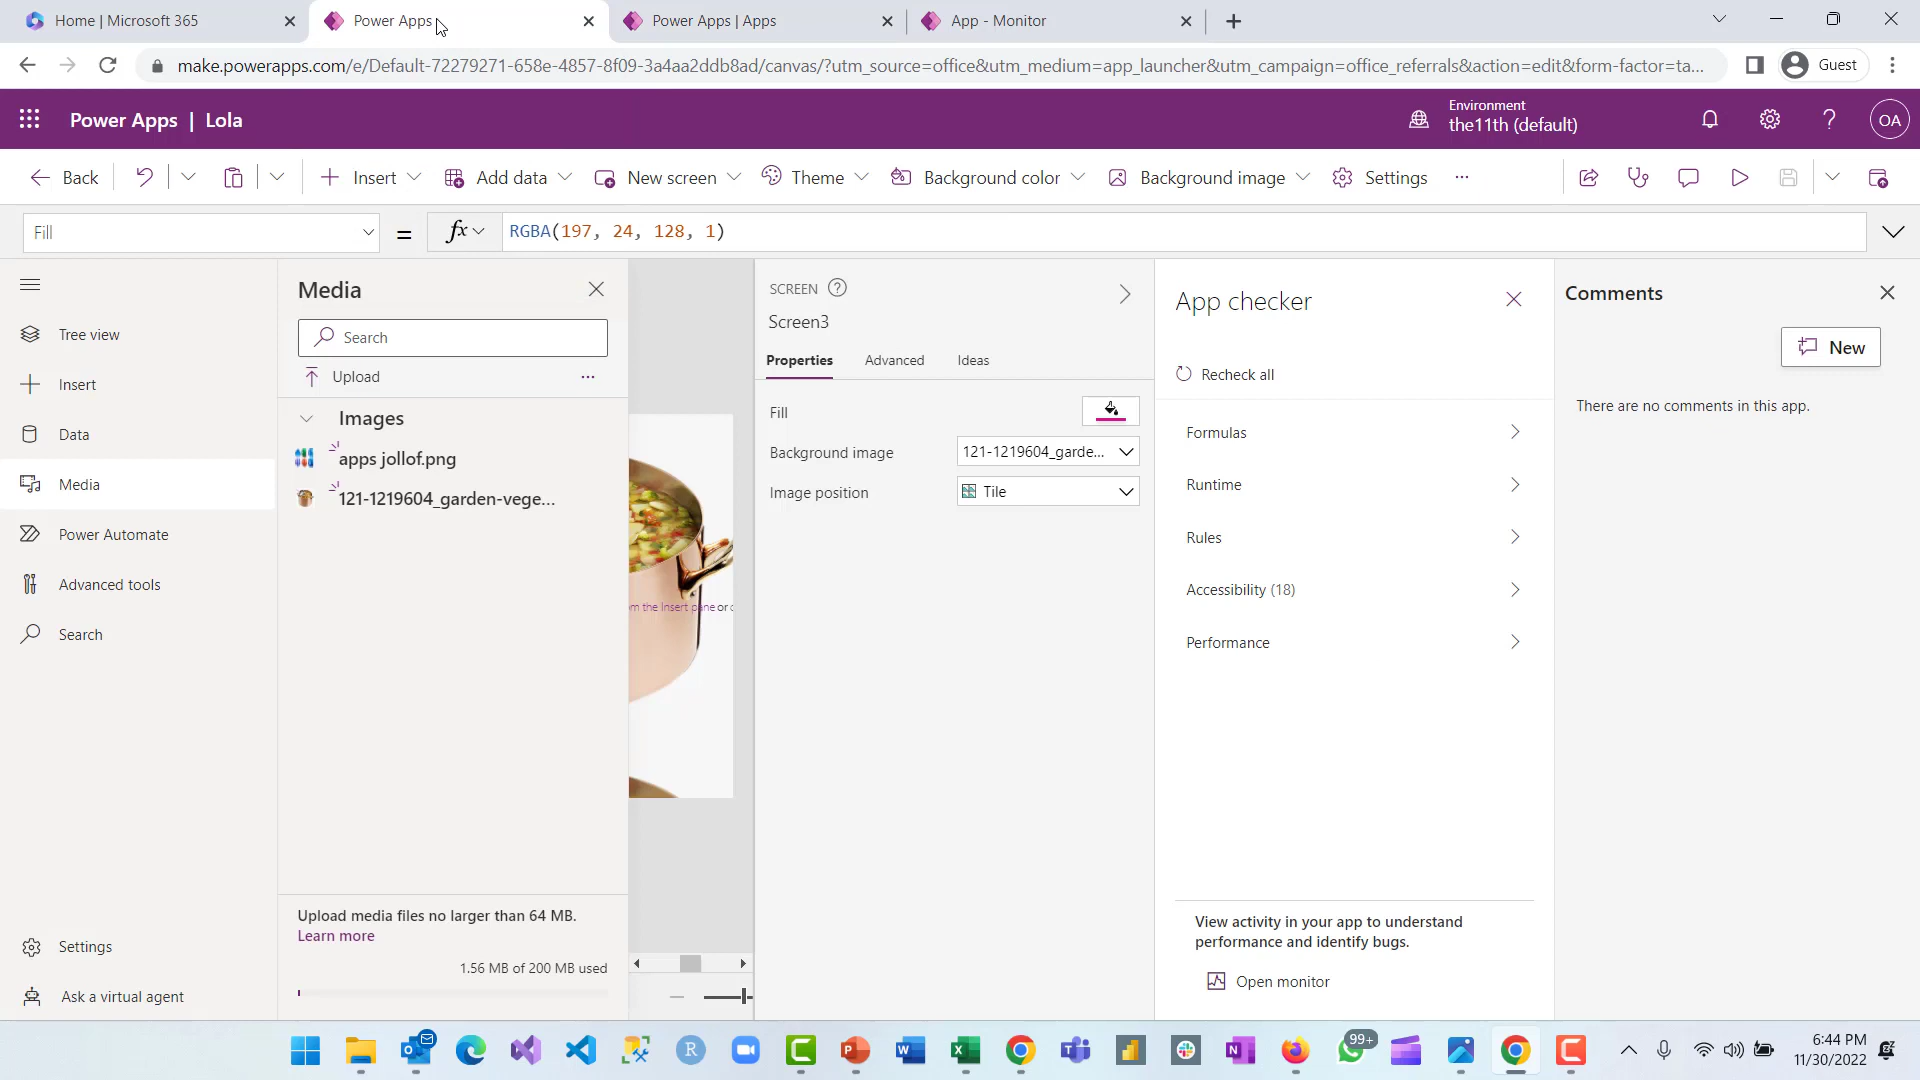 Home | Microsoft 365
Power Apps
Power Apps | Apps
App - Monitor
make.powerapps.com/e/Default-72279271-658e-4857-8f09-3a4aa2ddb8ad/canvas/?utm_source=office&utm_medium=app_launcher&utm_campaign=office_referrals&action=edit&form-factor=ta...
Guest
Power Apps | Lola
Environment
the11th (default)
OA
Back
Insert
Add data
New screen
Theme
Background color
Background image
Settings
Fill
=
fx
RGBA(197, 24, 128, 1)
Tree view
Insert
Data
Media
Power Automate
Advanced tools
Search
Settings
Ask a virtual agent
Media
Search
Upload
Images
apps jollof.png
121-1219604_garden-vege...
Upload media files no larger than 64 MB.
Learn more
1.56 MB of 200 MB used
om the Insert pane or c
SCREEN
Screen3
Properties
Advanced
Ideas
Fill
Background image
121-1219604_garde...
Image position
Tile
App checker
Recheck all
Formulas
Runtime
Rules
Accessibility (18)
Performance
View activity in your app to understand
performance and identify bugs.
Open monitor
Comments
New
There are no comments in this app.
99+
6:44 PM
11/30/2022